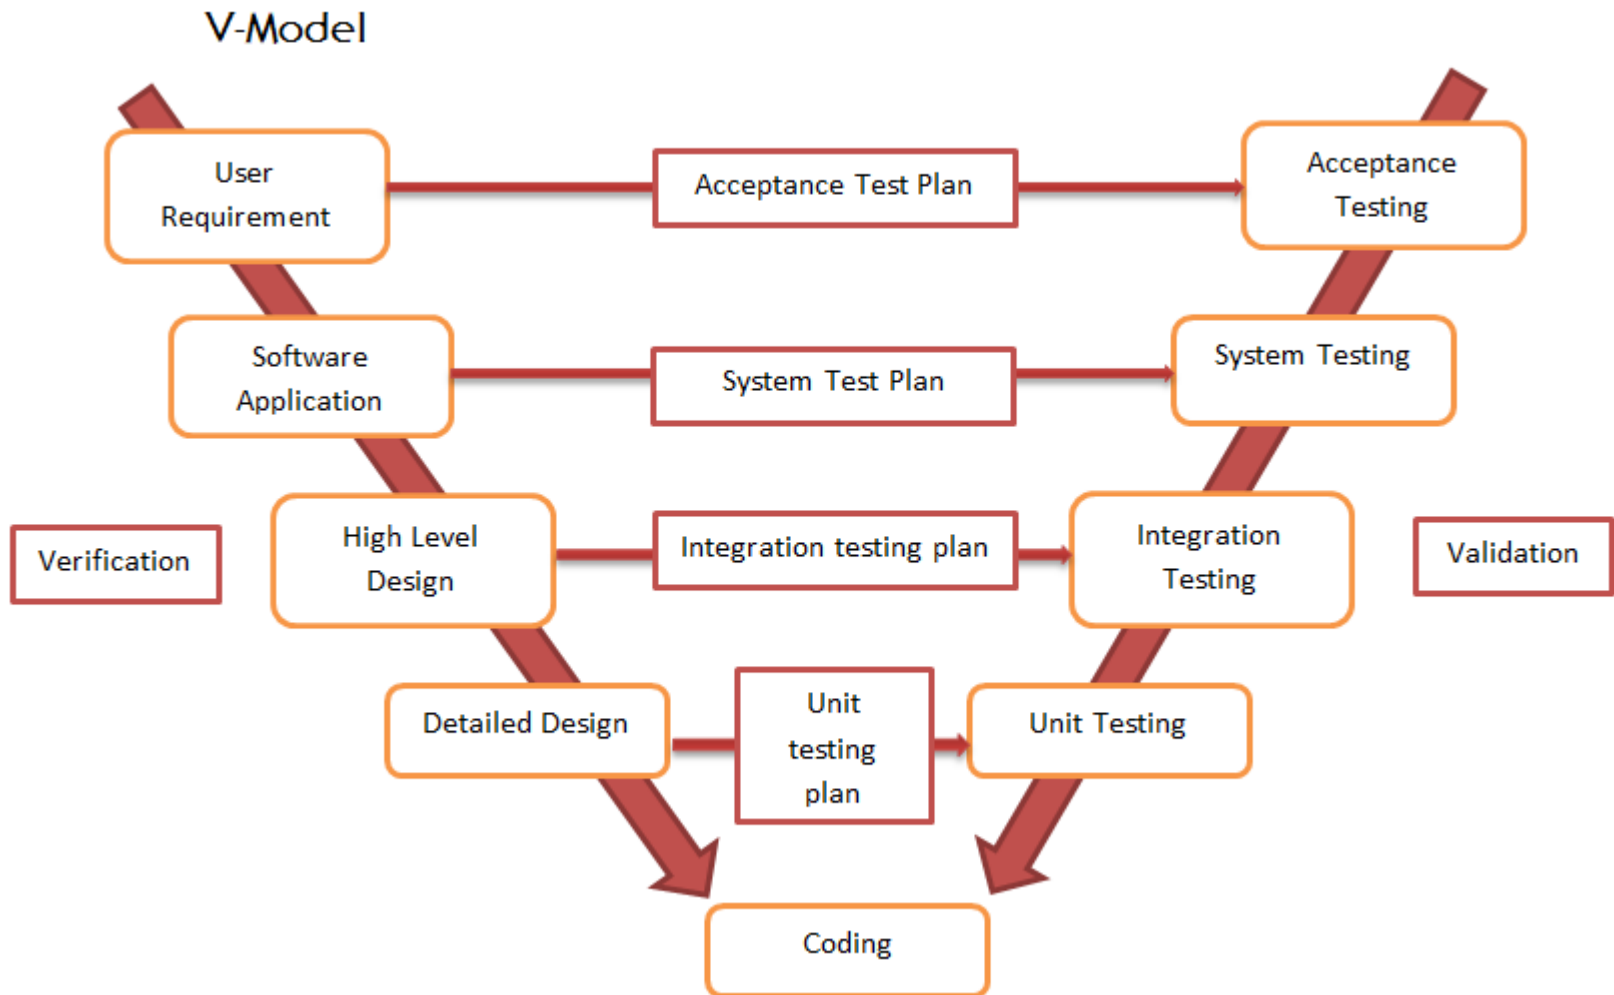 V-Model
User
Requirement
Acceptance Test Plan
Acceptance
Testing
Software
Application
System Test Plan
System Testing
Verification
High Level
Design
Integration testing plan
Integration
Testing
Validation
Detailed Design
Unit
testing
plan
Unit Testing
Coding